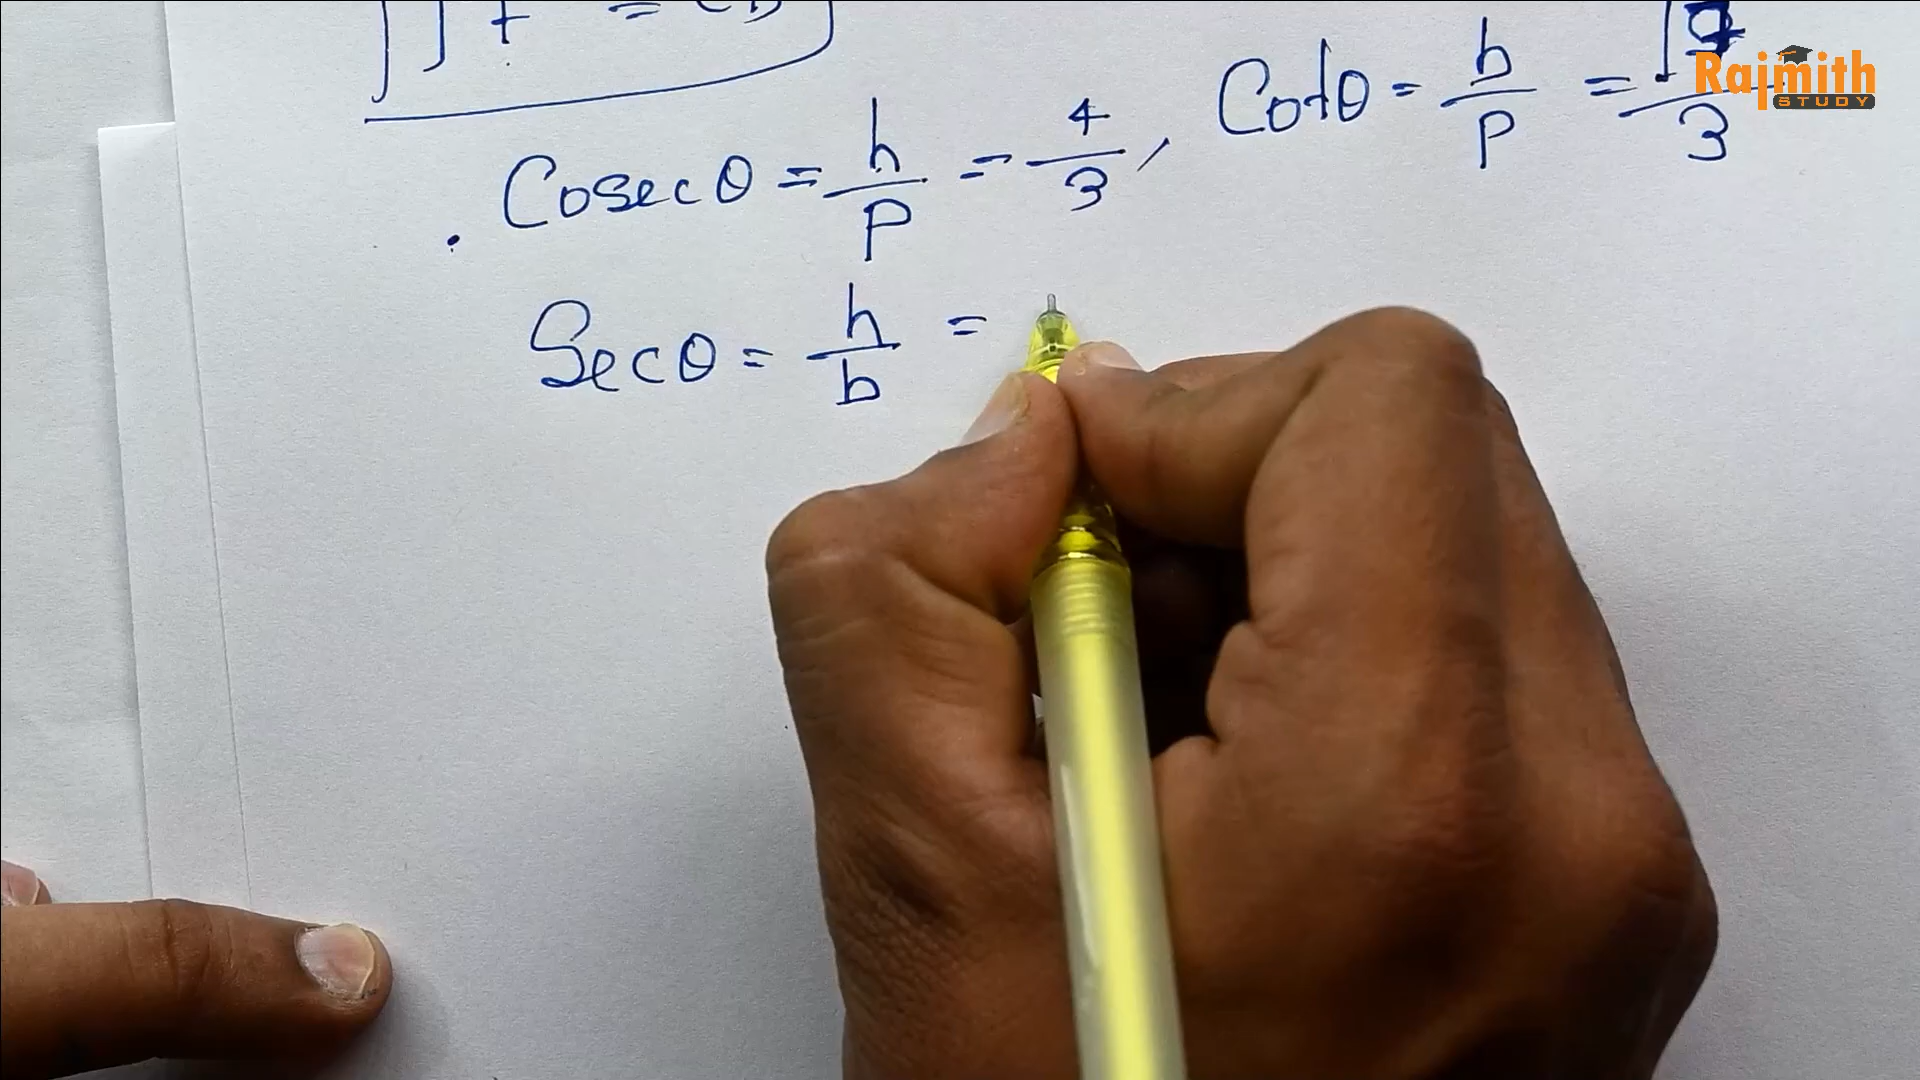 Cosecθ = h/P = 4/3, Cotθ = b/P = √7/3
Secθ = h/b =
Rajmith
STUDY